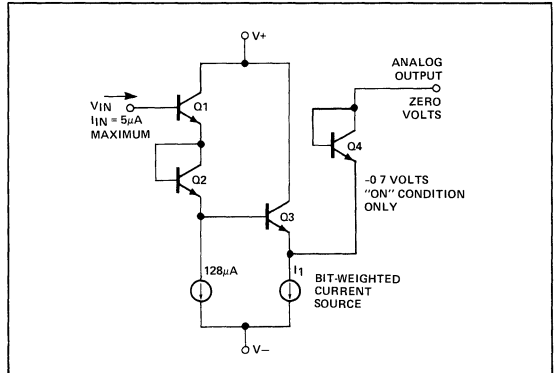 V+
ANALOG
OUTPUT
ZERO
VOLTS
VIN
IIN = 5μA
MAXIMUM
Q1
Q4
Q2
-0 7 VOLTS
"ON" CONDITION
ONLY
Q3
128μA
I1
BIT-WEIGHTED
CURRENT
SOURCE
V−